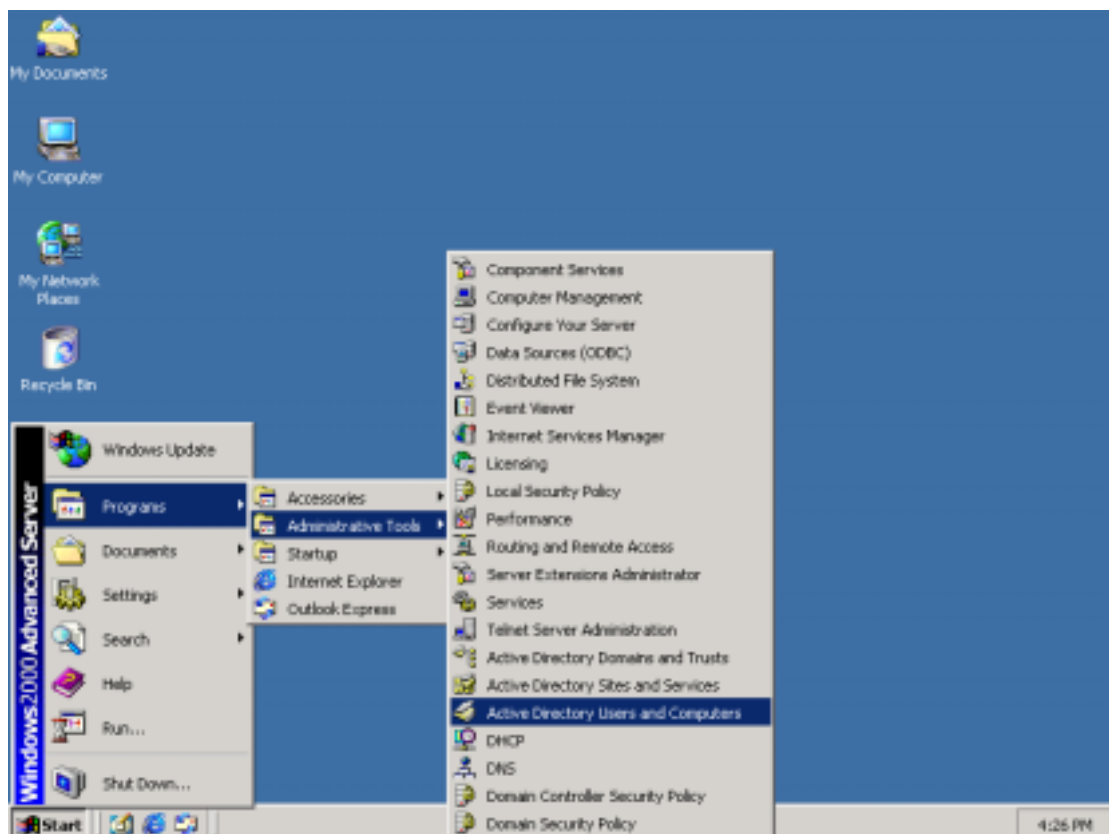 My Documents
My Computer
My Network
Places
Recycle Bin
Windows 2000 Advanced Server
Windows Update
Programs
Documents
Settings
Search
Help
Run...
Shut Down...
Accessories
Administrative Tools
Startup
Internet Explorer
Outlook Express
Component Services
Computer Management
Configure Your Server
Data Sources (ODBC)
Distributed File System
Event Viewer
Internet Services Manager
Licensing
Local Security Policy
Performance
Routing and Remote Access
Server Extensions Administrator
Services
Telnet Server Administration
Active Directory Domains and Trusts
Active Directory Sites and Services
Active Directory Users and Computers
DHCP
DNS
Domain Controller Security Policy
Domain Security Policy
Start
4:26 PM